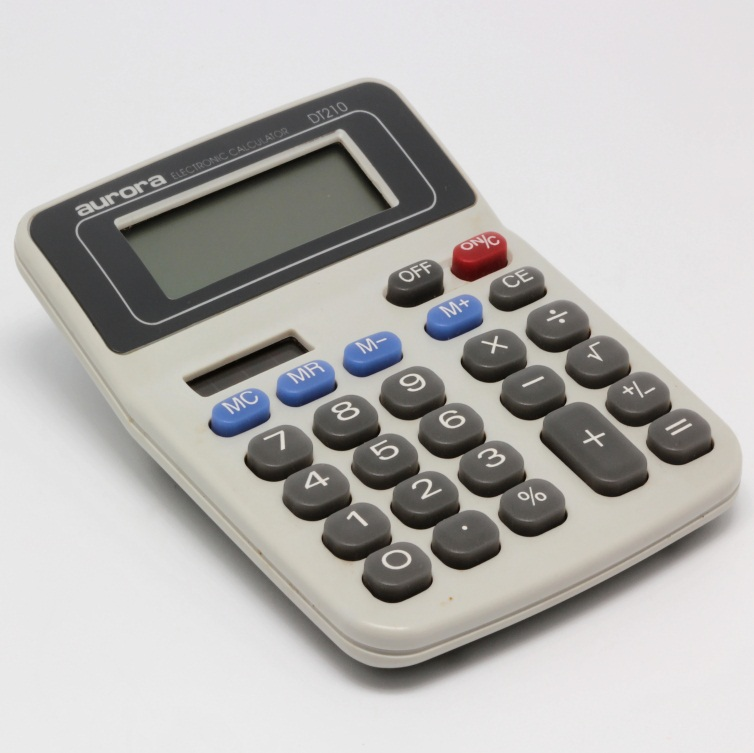 aurora ELECTRONIC CALCULATOR DT210
OFF ON/C
MC MR M− M+ CE
7 8 9 × ÷
4 5 6 − √
1 2 3 + +/−
0 . % =